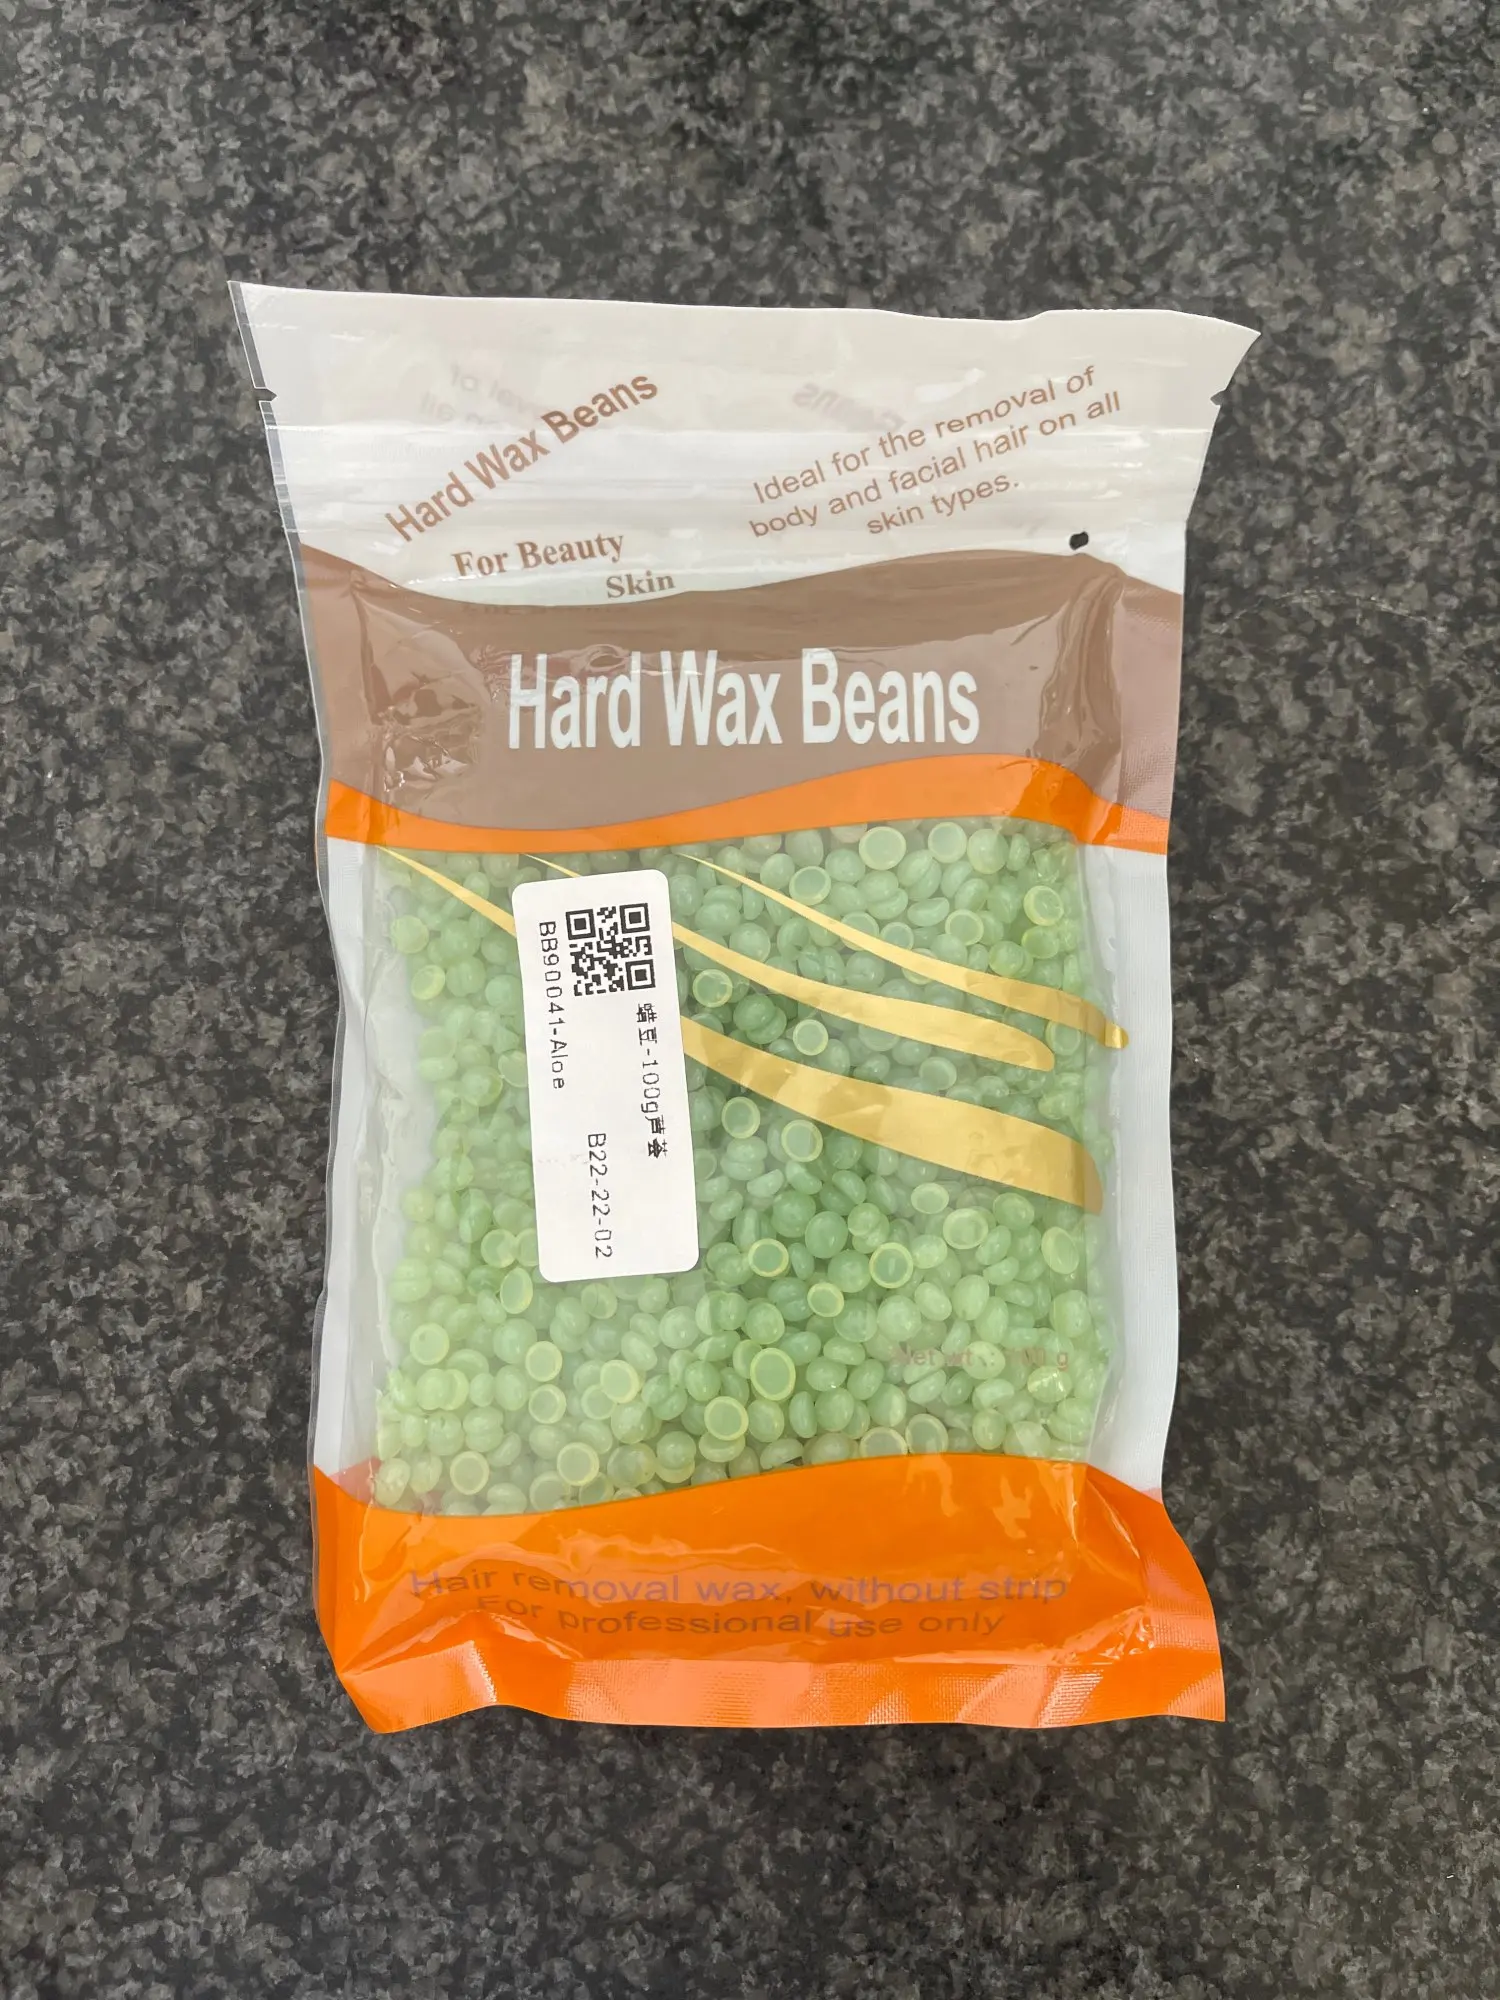 Hard Wax Beans
For Beauty
Skin
Ideal for the removal of
body and facial hair on all
skin types.
Hard Wax Beans
蜡豆-100g芦荟
BB90041-Aloe
B22-22-02
Net wt : g
Hair removal wax, without strip
For professional use only